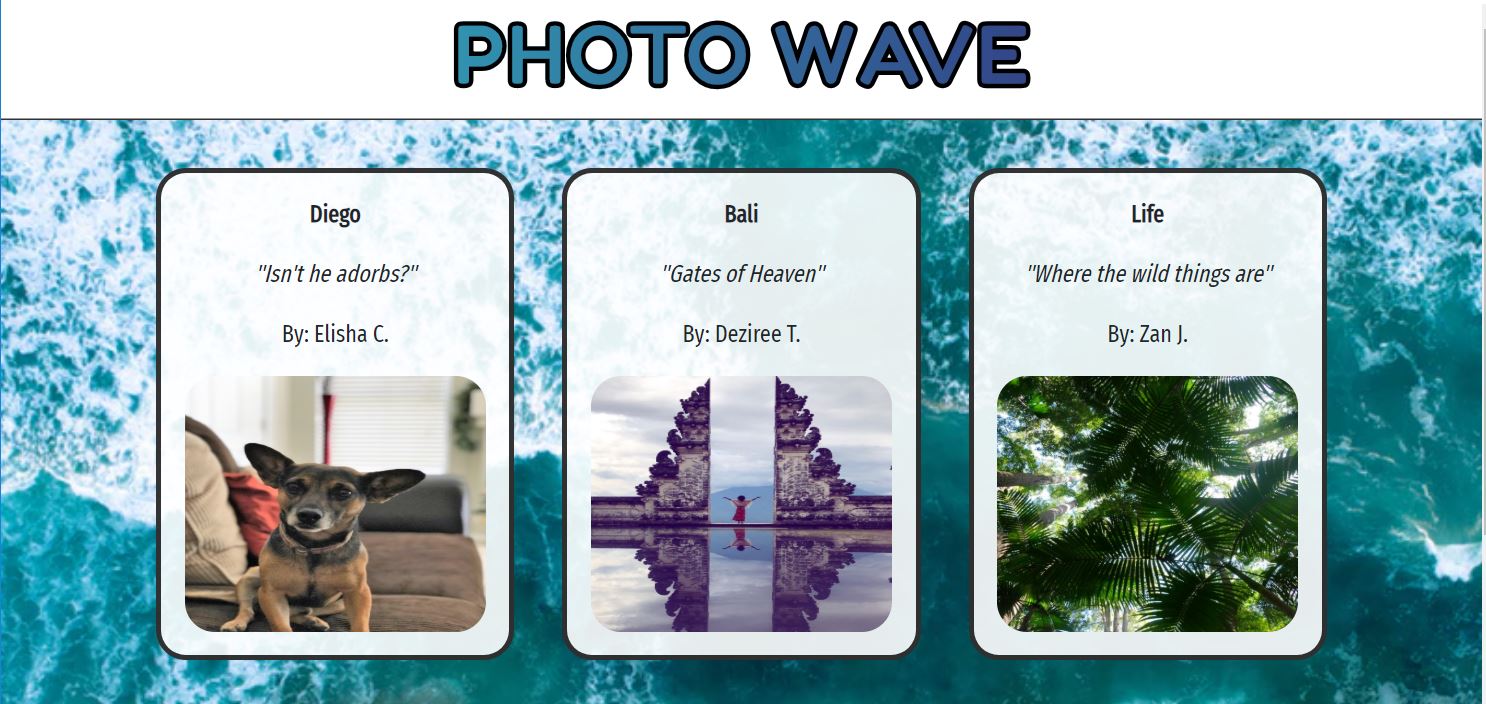 PHOTO WAVE
Diego
"Isn't he adorbs?"
By: Elisha C.
Bali
"Gates of Heaven"
By: Deziree T.
Life
"Where the wild things are"
By: Zan J.